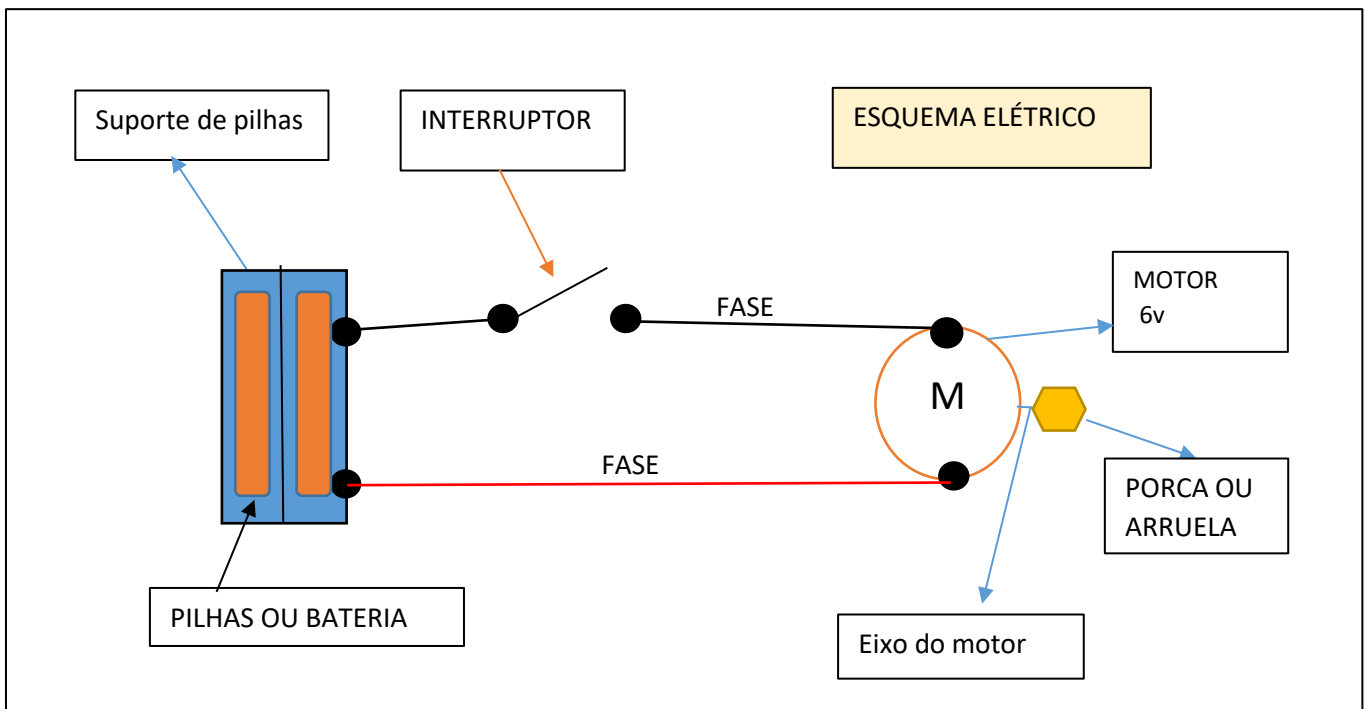 Suporte de pilhas
INTERRUPTOR
ESQUEMA ELÉTRICO
MOTOR
6v
FASE
M
FASE
PORCA OU
ARRUELA
PILHAS OU BATERIA
Eixo do motor